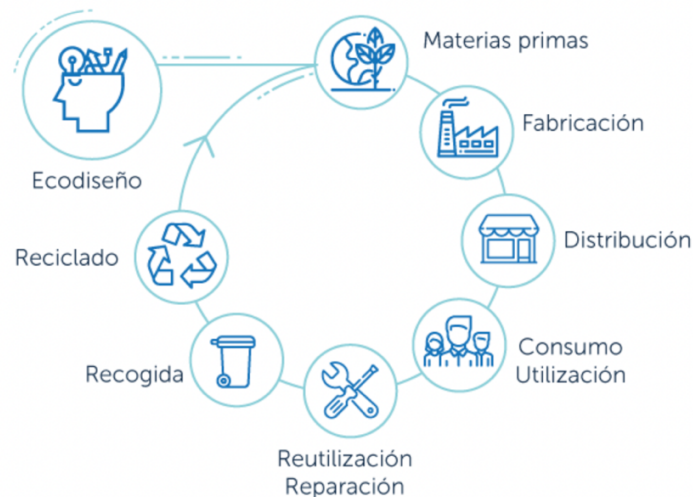 Materias primas
Fabricación
Ecodiseño
Distribución
Reciclado
Consumo
Utilización
Recogida
Reutilización
Reparación